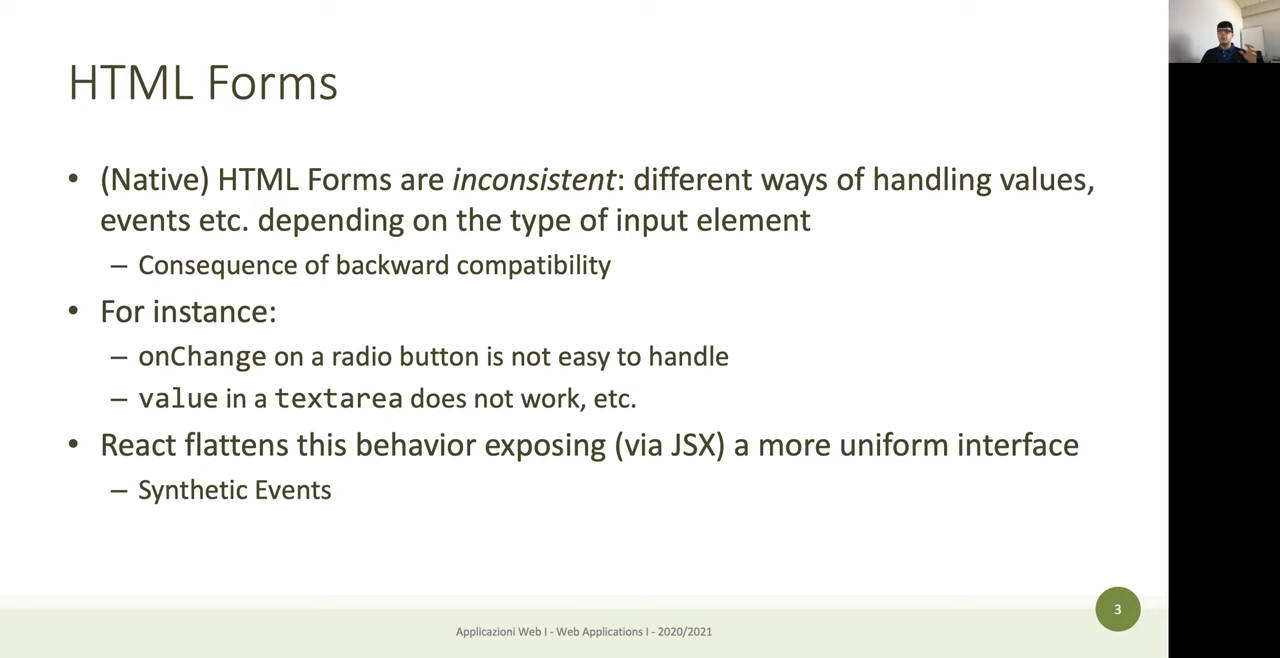 HTML Forms
• (Native) HTML Forms are inconsistent: different ways of handling values,
events etc. depending on the type of input element
– Consequence of backward compatibility
• For instance:
– onChange on a radio button is not easy to handle
– value in a textarea does not work, etc.
• React flattens this behavior exposing (via JSX) a more uniform interface
– Synthetic Events
3
Applicazioni Web I - Web Applications I - 2020/2021